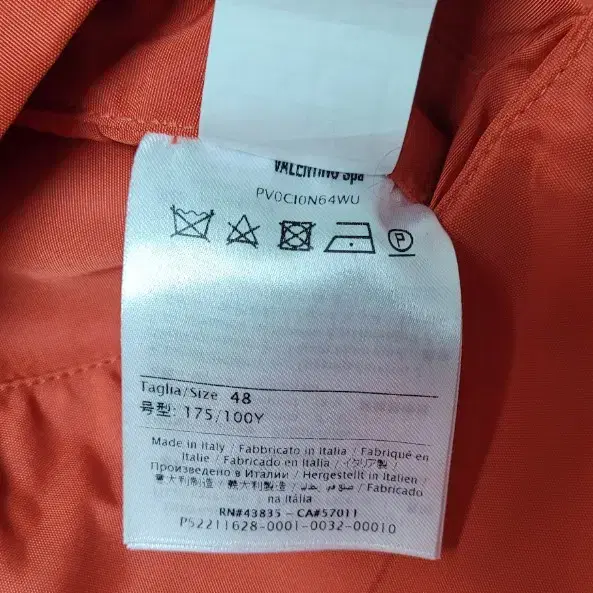 VALENTINO SpA
PV0CI0N64WU
P
Taglia/Size 48
号型: 175/100Y
Made in Italy / Fabbricato in Italia / Fabriqué en
Italie / Fabricado en Italia / イタリア製 /
Произведено в Италии / Hergestellt in Italien /
意大利制造 / 義大利製造 / / Fabricado
na Itália
RN#43835 - CA#57011
P52211628-0001-0032-00010